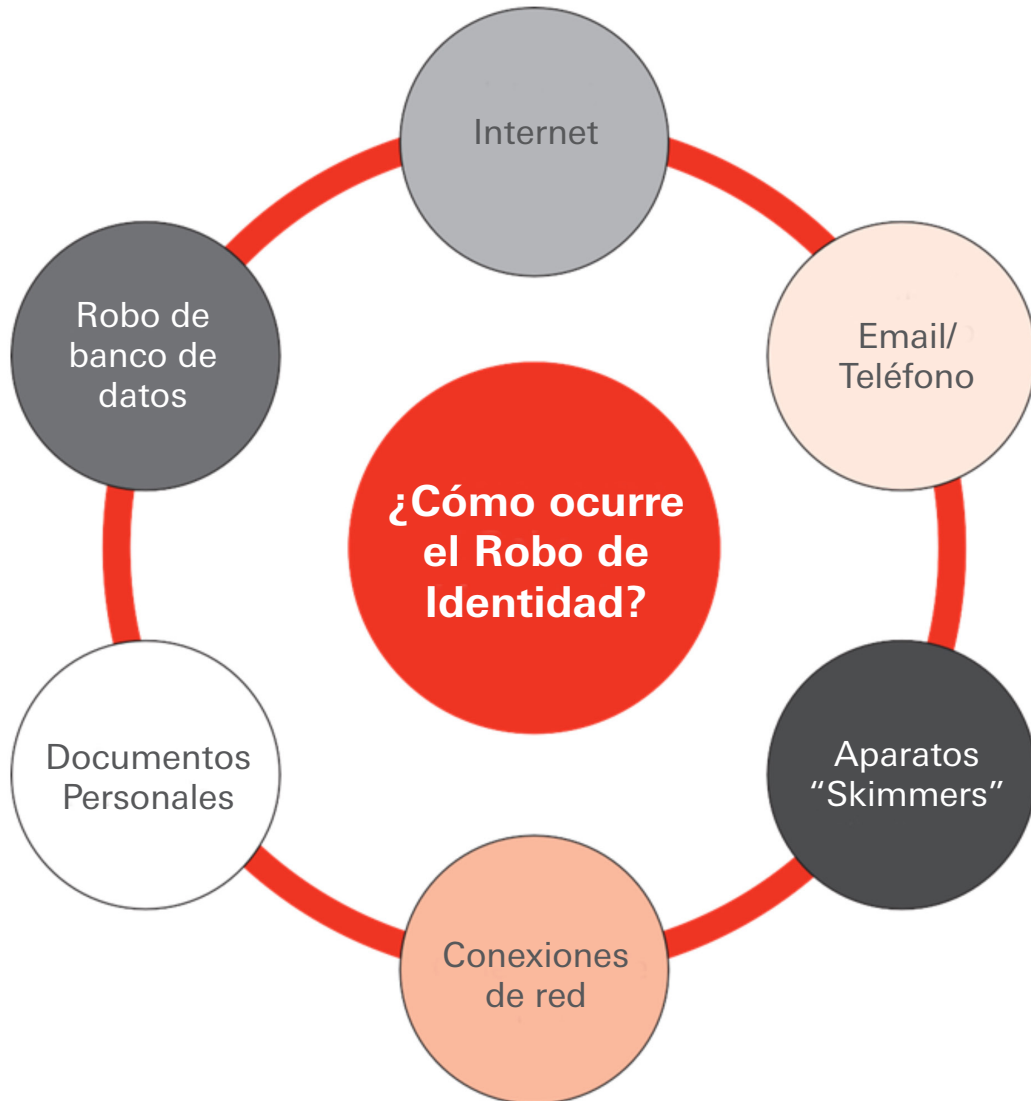 Internet
Email/
Teléfono
Aparatos
“Skimmers”
Conexiones
de red
Documentos
Personales
Robo de
banco de
datos
¿Cómo ocurre
el Robo de
Identidad?